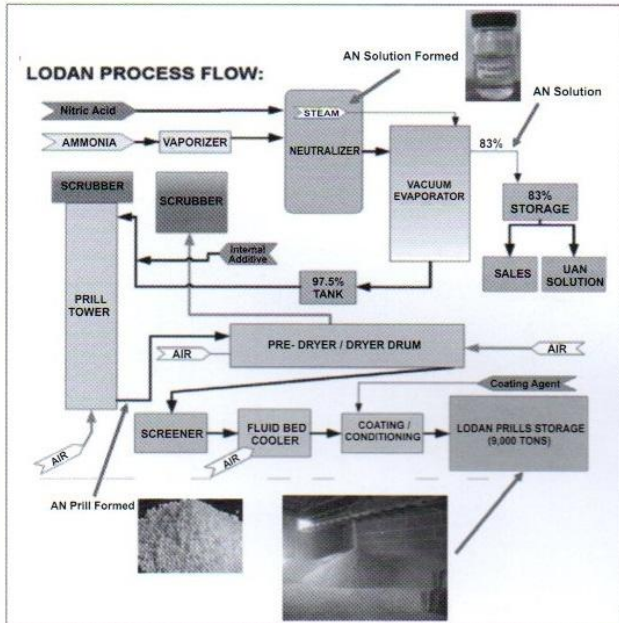 LODAN PROCESS FLOW:
AN Solution Formed
AN Solution
Nitric Acid
STEAM
AMMONIA
VAPORIZER
NEUTRALIZER
83%
VACUUM
EVAPORATOR
SCRUBBER
SCRUBBER
83%
STORAGE
Internal
Additive
SALES
UAN
SOLUTION
97.5%
TANK
PRILL
TOWER
PRE- DRYER / DRYER DRUM
AIR
AIR
Coating Agent
SCREENER
FLUID BED
COOLER
COATING /
CONDITIONING
LODAN PRILLS STORAGE
(9,000 TONS)
AIR
AIR
AN Prill Formed